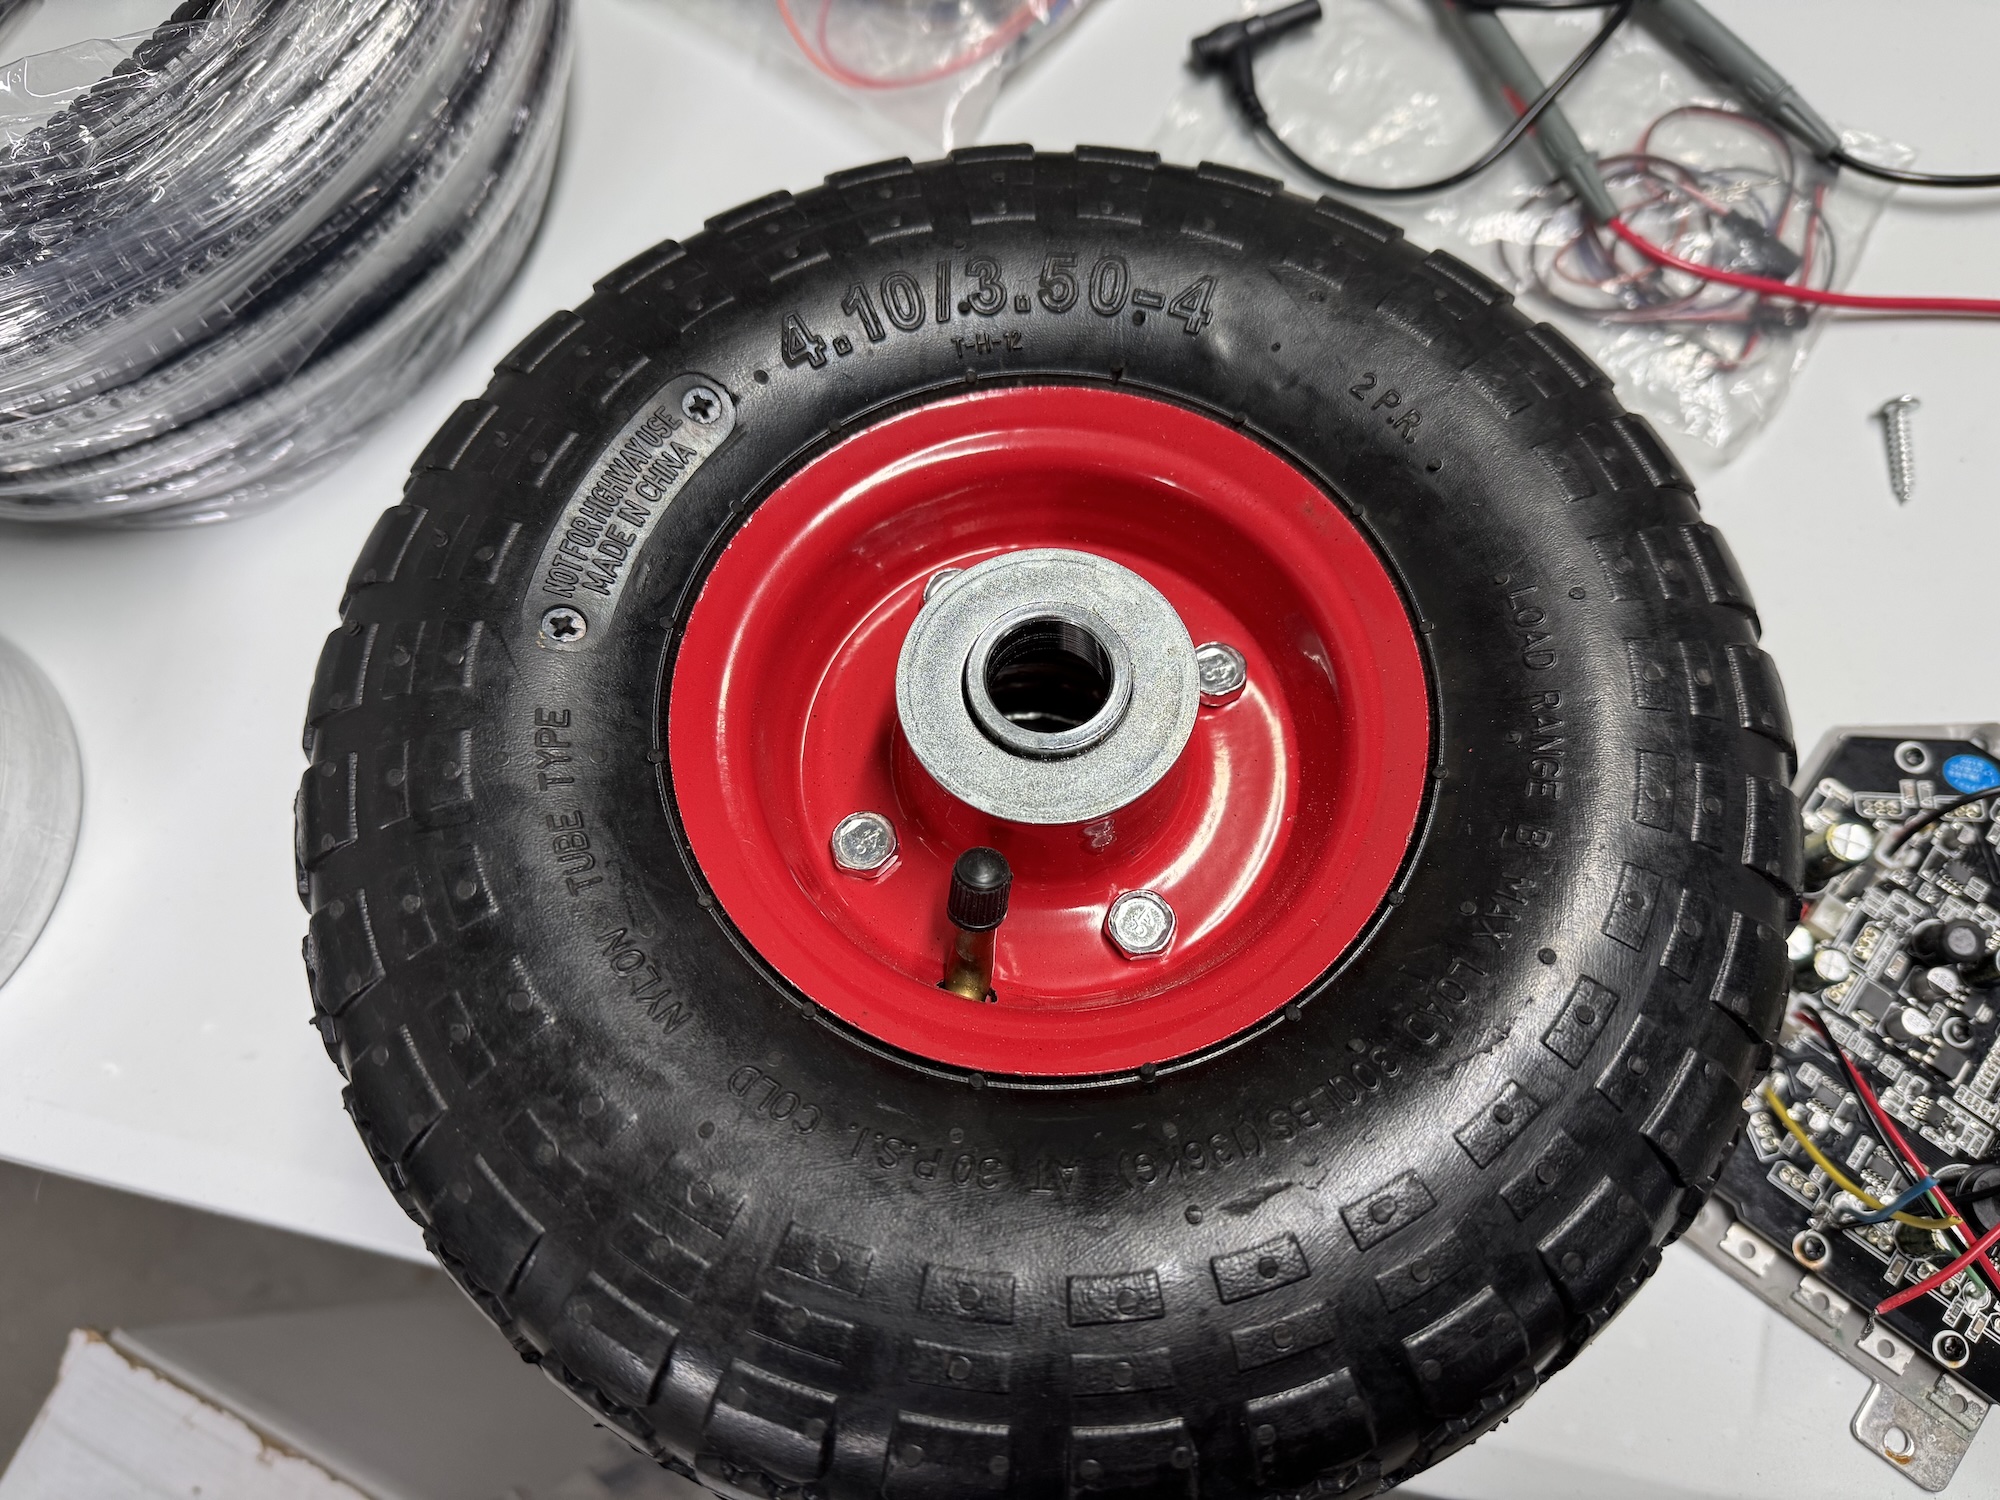 4.10/3.50-4
T-H-12
2 P.R.
NOT FOR HIGHWAY USE
MADE IN CHINA
LOAD RANGE B MAX LOAD 300LBS(136KG) AT 30 P.S.I. COLD
NYLON TUBE TYPE